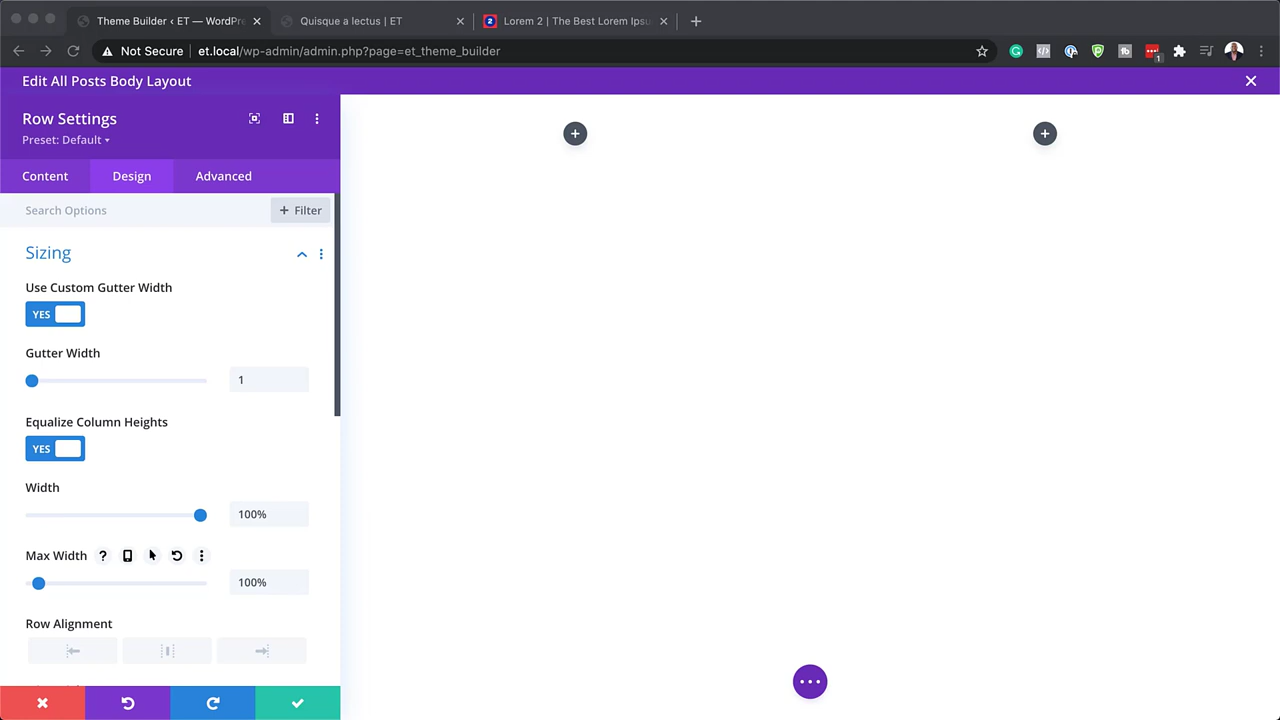 Theme Builder ‹ ET — WordPre
Quisque a lectus | ET
2
Lorem 2 | The Best Lorem Ipsu
Not Secure
et.local/wp-admin/admin.php?page=et_theme_builder
1
Edit All Posts Body Layout
Row Settings
Preset: Default
Content
Design
Advanced
Search Options
+ Filter
Sizing
Use Custom Gutter Width
YES
Gutter Width
1
Equalize Column Heights
YES
Width
100%
Max Width
?
100%
Row Alignment